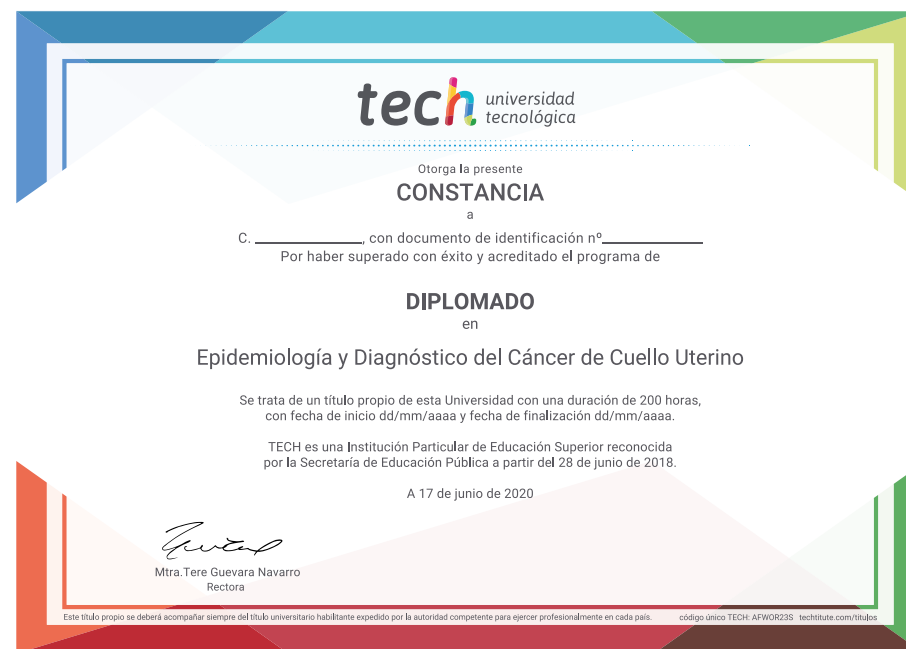 tech universidad
tecnológica
Otorga la presente
CONSTANCIA
a
C. ____________, con documento de identificación nº____________
Por haber superado con éxito y acreditado el programa de
DIPLOMADO
en
Epidemiología y Diagnóstico del Cáncer de Cuello Uterino
Se trata de un título propio de esta Universidad con una duración de 200 horas,
con fecha de inicio dd/mm/aaaa y fecha de finalización dd/mm/aaaa.
TECH es una Institución Particular de Educación Superior reconocida
por la Secretaría de Educación Pública a partir del 28 de junio de 2018.
A 17 de junio de 2020
Mtra.Tere Guevara Navarro
Rectora
Este título propio se deberá acompañar siempre del título universitario habilitante expedido por la autoridad competente para ejercer profesionalmente en cada país. código único TECH: AFWOR23S techtitute.com/titulos